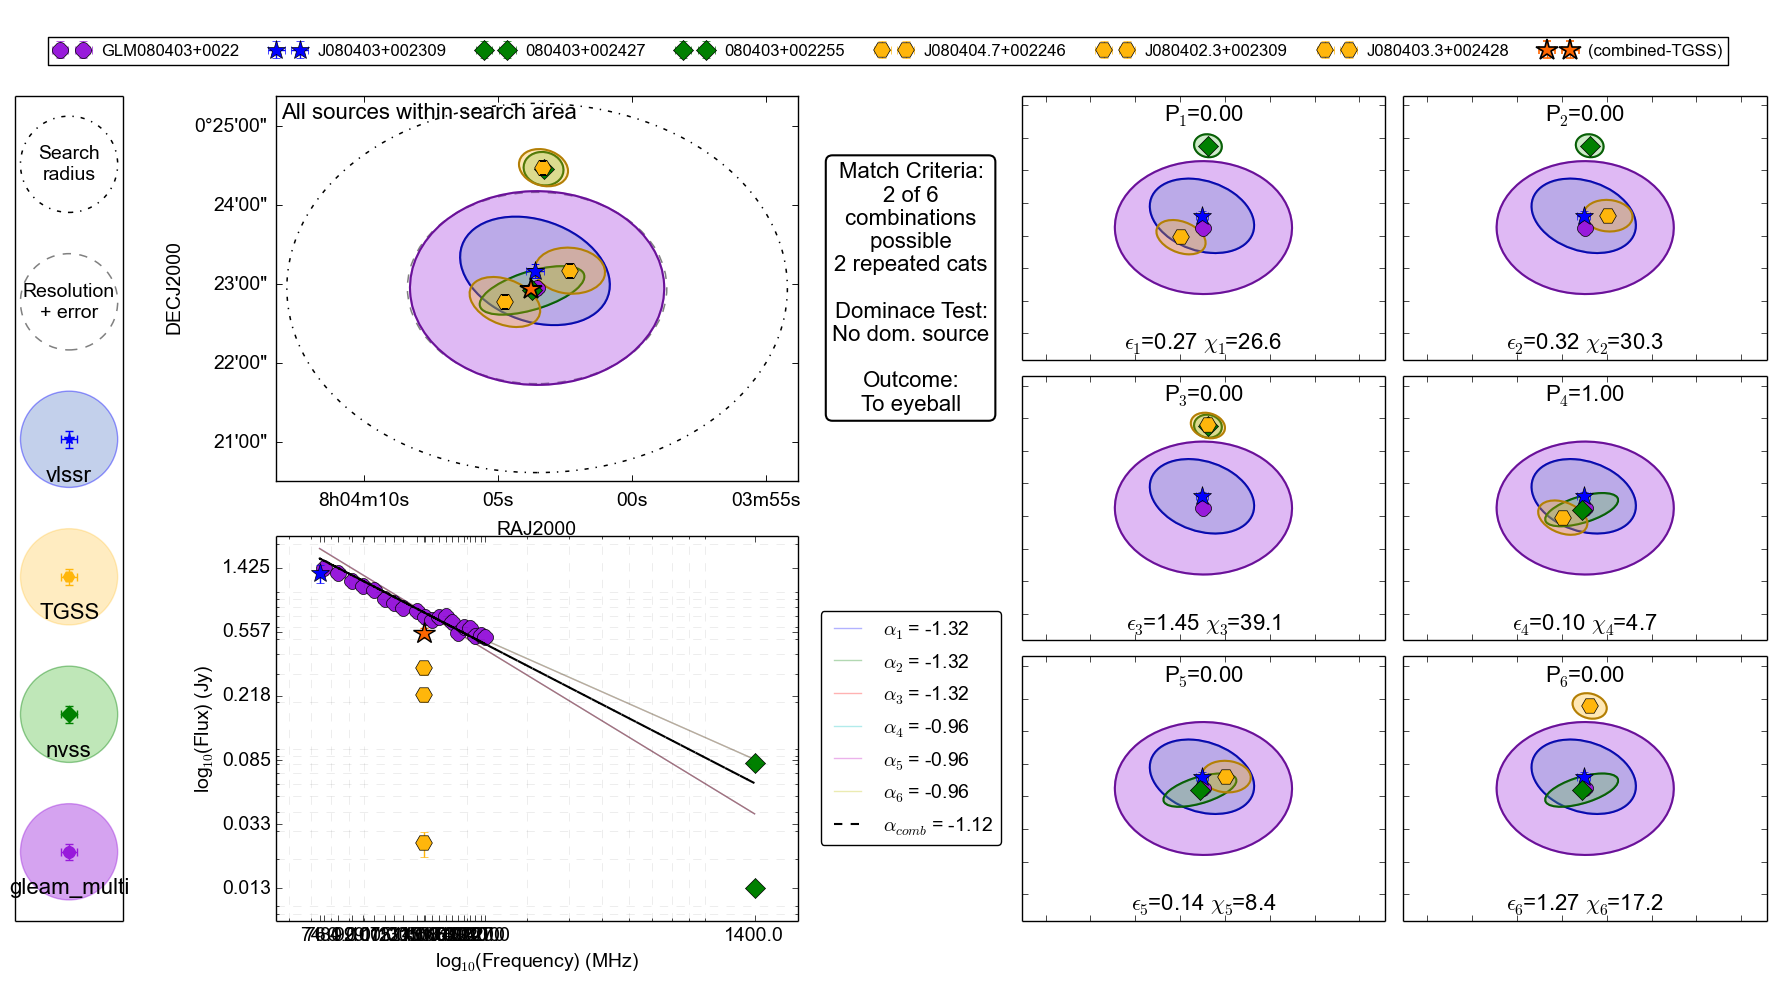 GLM080403+0022
J080403+002309
080403+002427
080403+002255
J080404.7+002246
J080402.3+002309
J080403.3+002428
(combined-TGSS)
Search
radius
Resolution
+ error
vlssr
TGSS
nvss
gleam_multi
All sources within search area
0°25'00"
24'00"
23'00"
22'00"
21'00"
DECJ2000
8h04m10s
05s
00s
03m55s
RAJ2000
1.425
0.557
0.218
0.085
0.033
0.013
log10(Flux) (Jy)
1400.0
log10(Frequency) (MHz)
Match Criteria:
2 of 6
combinations
possible
2 repeated cats
Dominace Test:
No dom. source
Outcome:
To eyeball
α1 = -1.32
α2 = -1.32
α3 = -1.32
α4 = -0.96
α5 = -0.96
α6 = -0.96
αcomb = -1.12
P1=0.00
ϵ1=0.27 χ1=26.6
P2=0.00
ϵ2=0.32 χ2=30.3
P3=0.00
ϵ3=1.45 χ3=39.1
P4=1.00
ϵ4=0.10 χ4=4.7
P5=0.00
ϵ5=0.14 χ5=8.4
P6=0.00
ϵ6=1.27 χ6=17.2